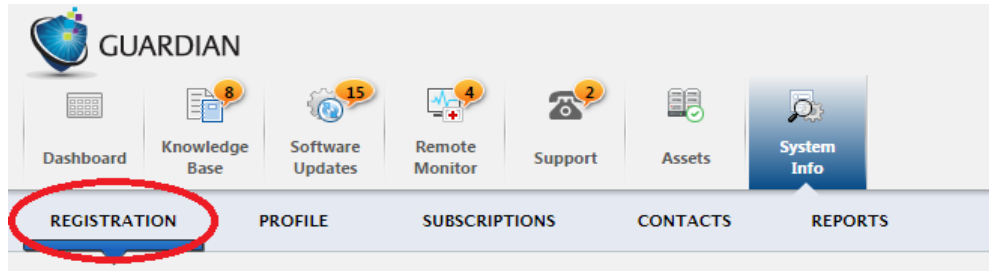 GUARDIAN
8
15
4
2
Dashboard
Knowledge
Base
Software
Updates
Remote
Monitor
Support
Assets
System
Info
REGISTRATION
PROFILE
SUBSCRIPTIONS
CONTACTS
REPORTS